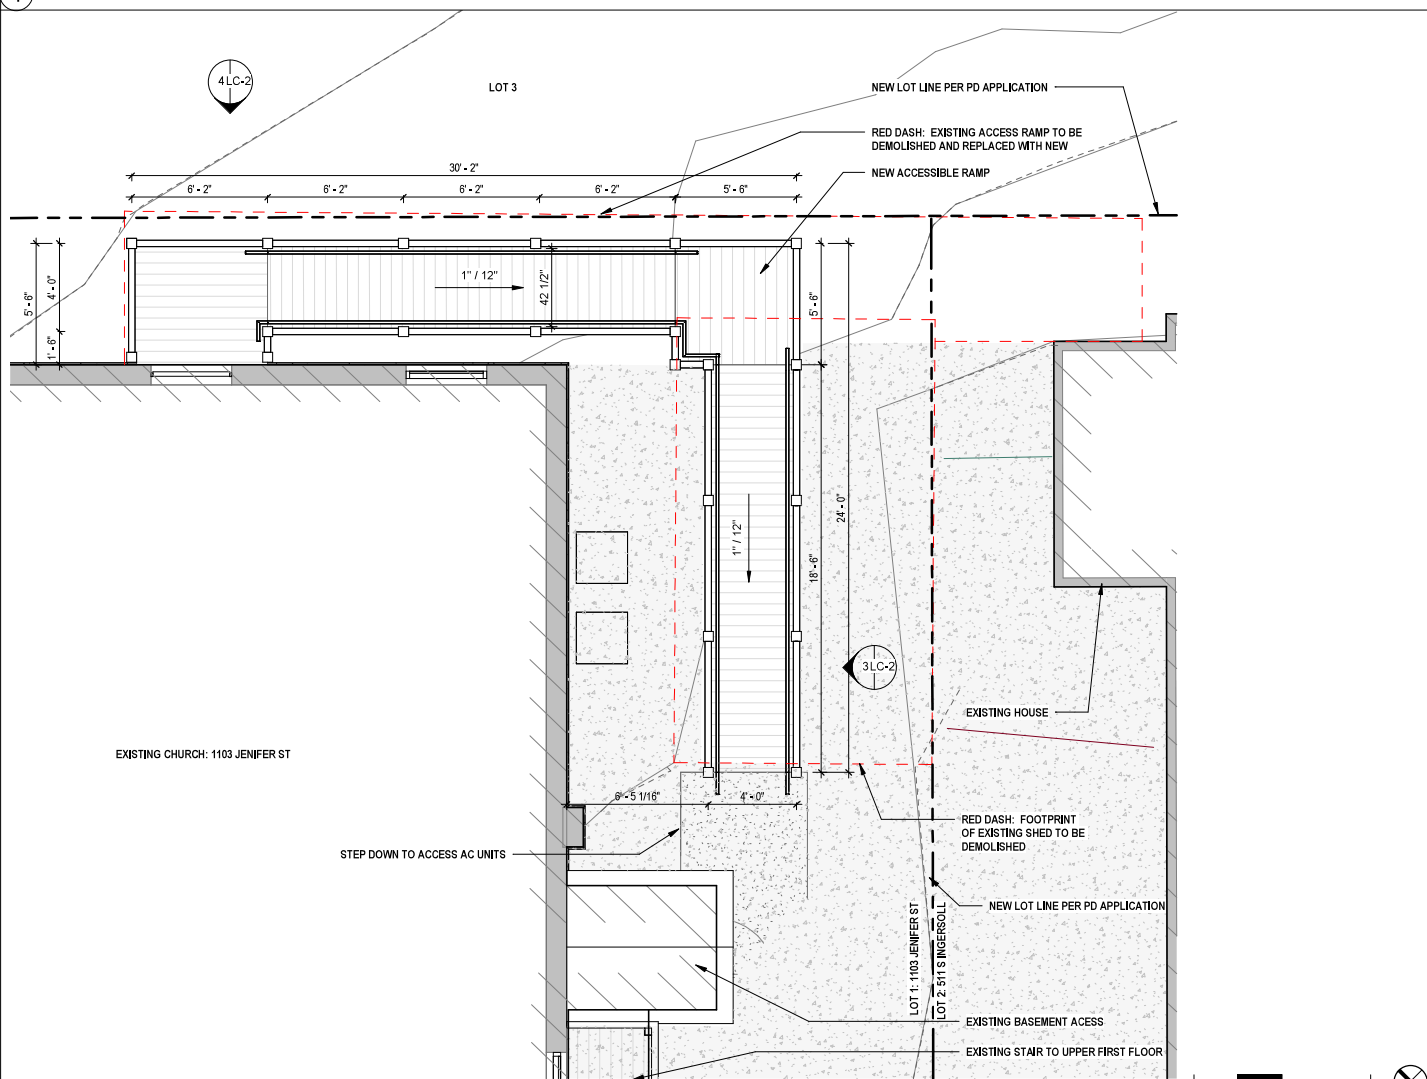 4 LC-2
LOT 3
NEW LOT LINE PER PD APPLICATION
RED DASH: EXISTING ACCESS RAMP TO BE
DEMOLISHED AND REPLACED WITH NEW
NEW ACCESSIBLE RAMP
30' - 2"
6' - 2"
6' - 2"
6' - 2"
6' - 2"
5' - 6"
5' - 6"
4' - 0"
1' - 6"
1" / 12"
42 1/2"
5' - 6"
24' - 0"
18' - 6"
1" / 12"
3 LC-2
EXISTING HOUSE
EXISTING CHURCH: 1103 JENIFER ST
6' - 5 1/16"
4' - 0"
RED DASH: FOOTPRINT
OF EXISTING SHED TO BE
DEMOLISHED
STEP DOWN TO ACCESS AC UNITS
NEW LOT LINE PER PD APPLICATION
LOT 1: 1103 JENIFER ST
LOT 2: 511 S INGERSOLL
EXISTING BASEMENT ACESS
EXISTING STAIR TO UPPER FIRST FLOOR